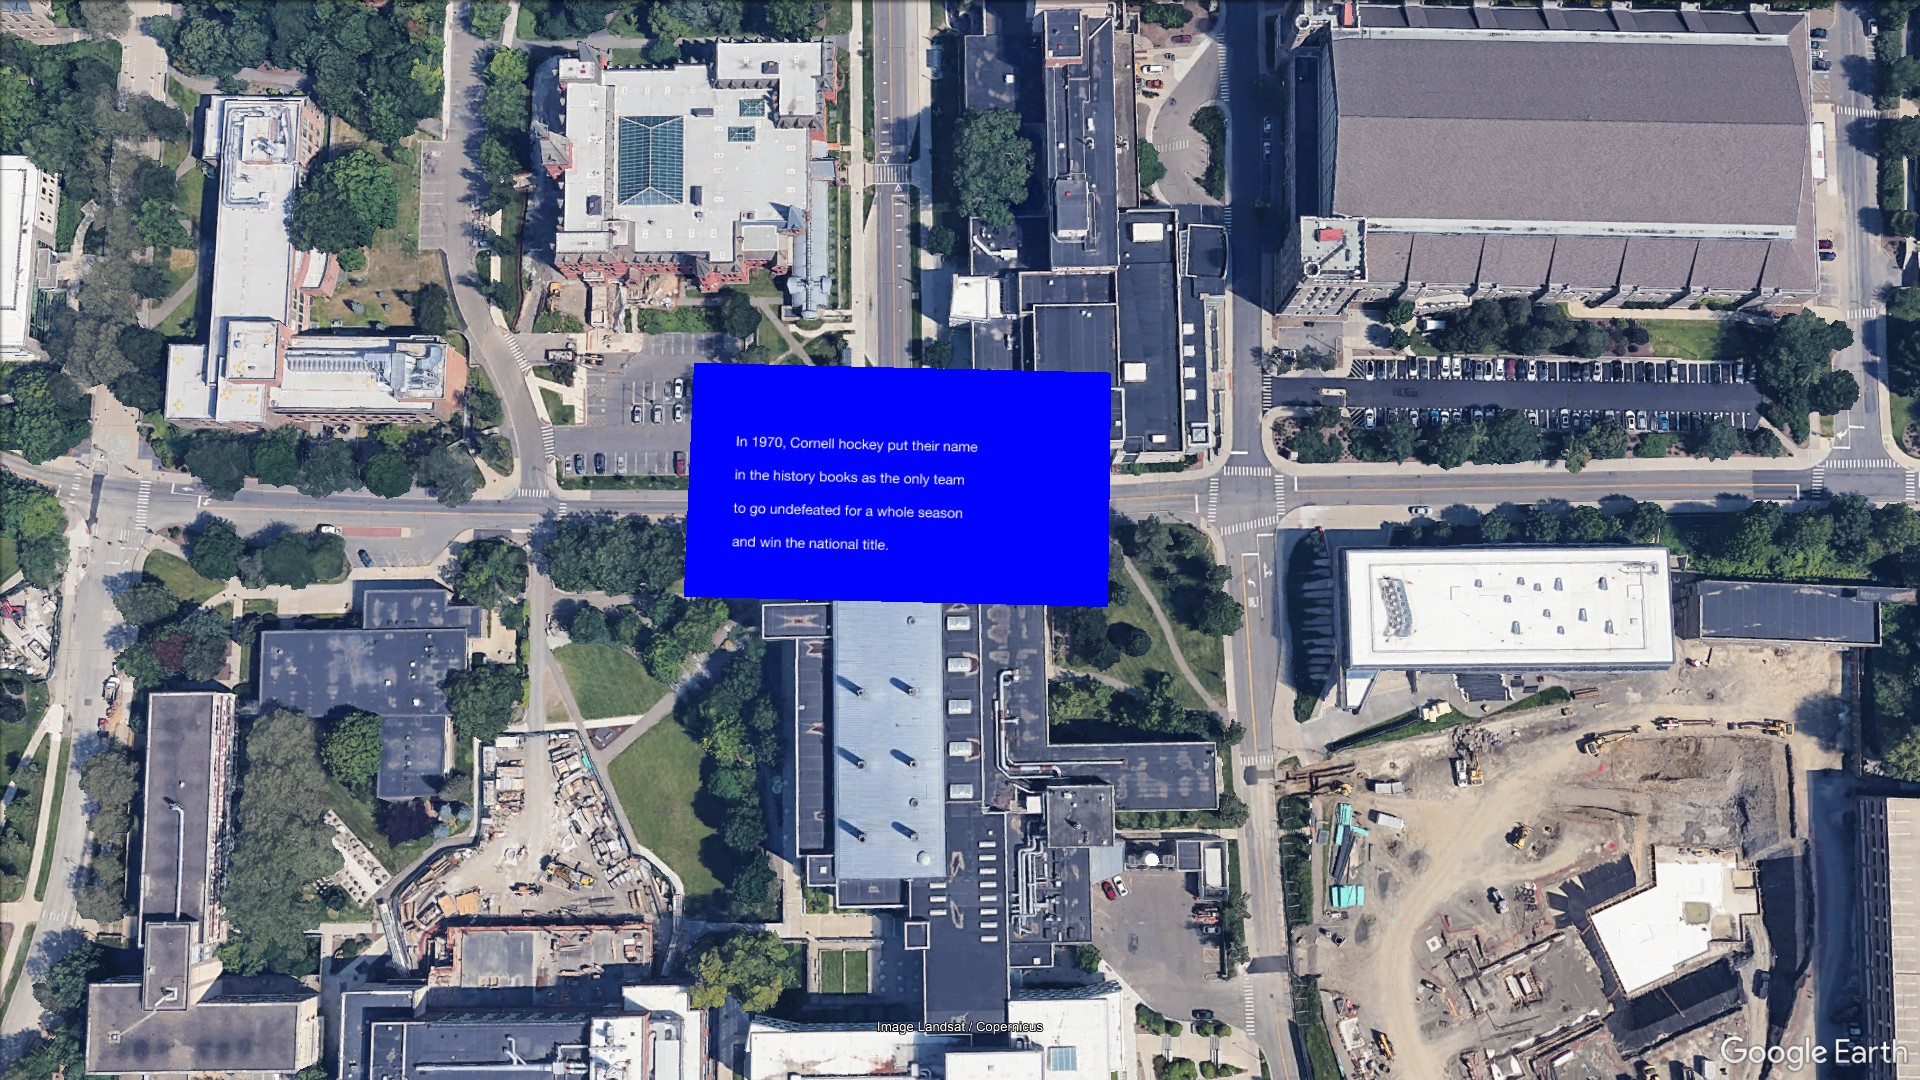 In 1970, Cornell hockey put their name
in the history books as the only team
to go undefeated for a whole season
and win the national title.
Image Landsat / Copernicus
Google Earth